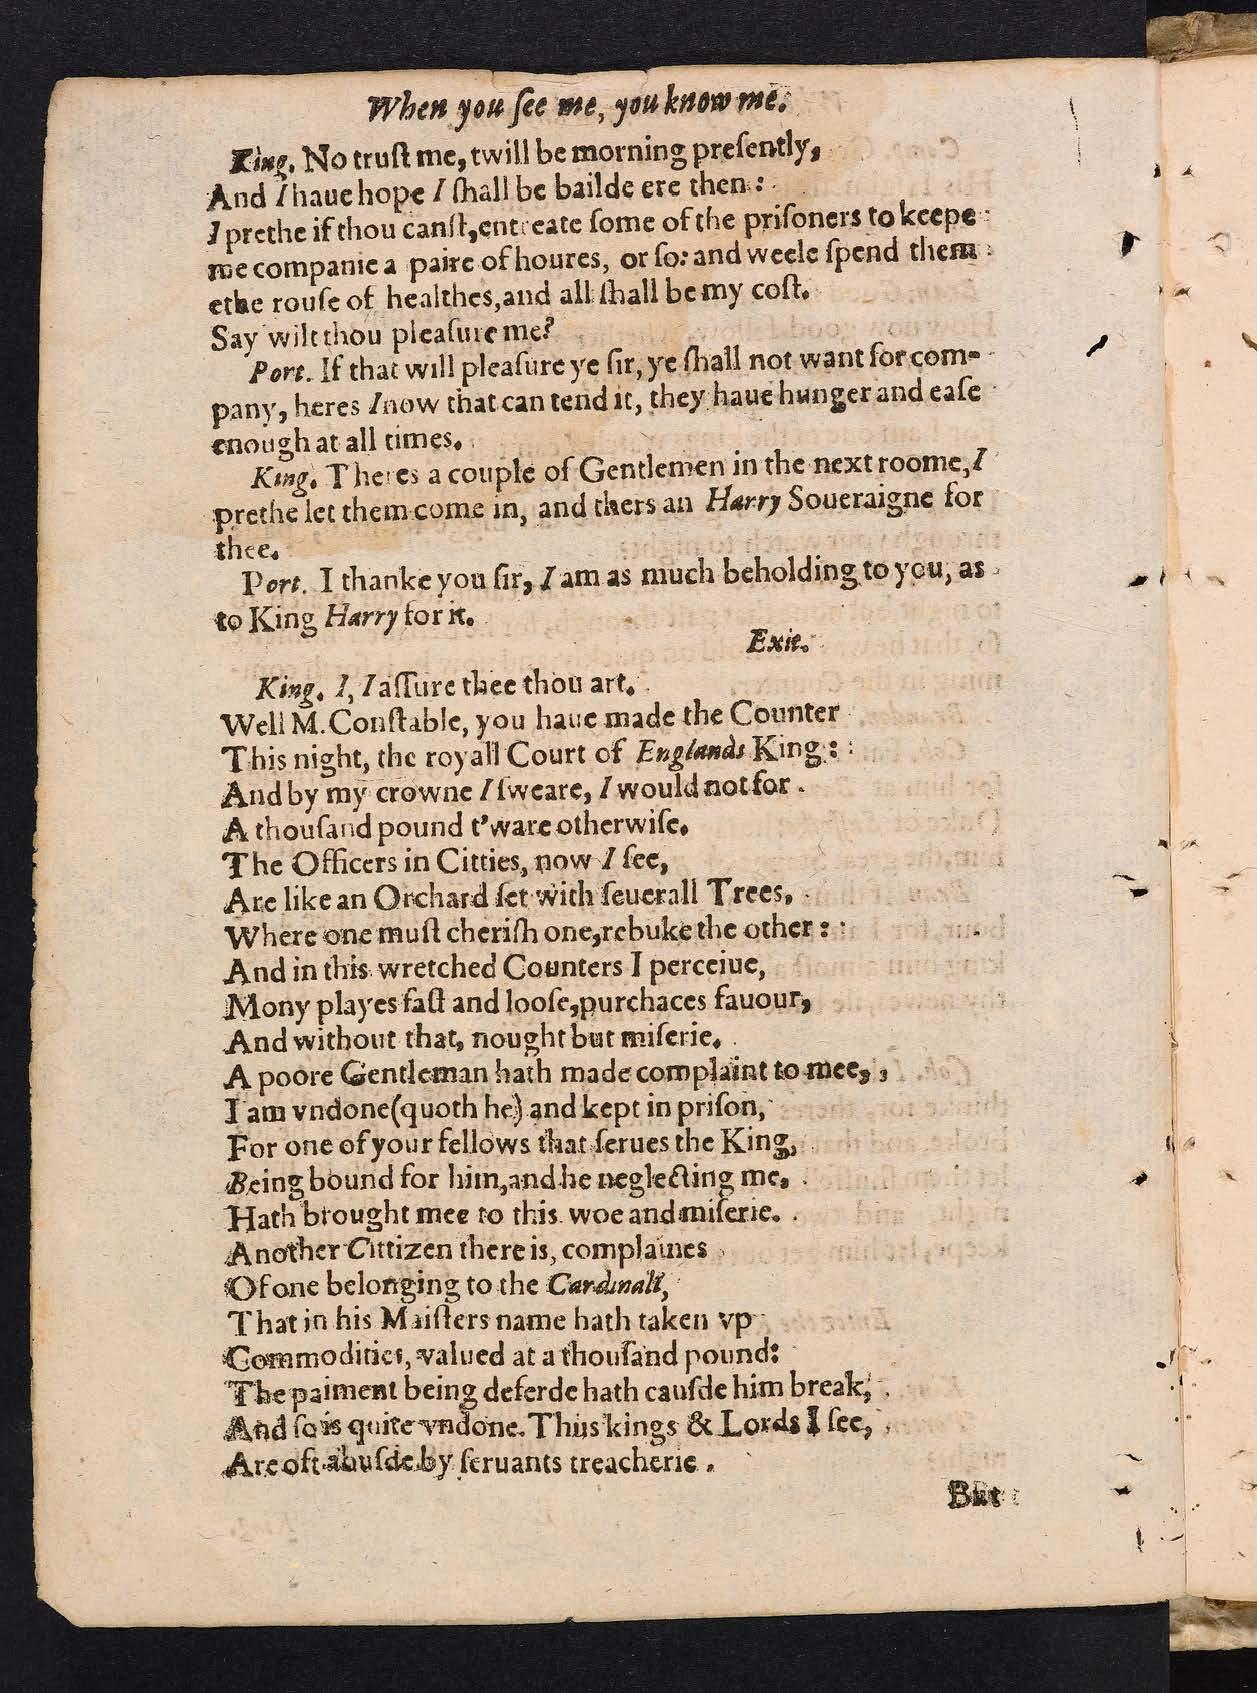 When you ſee me, you know me.
King. No truſt me, twill be morning preſently,
And I haue hope I ſhall be bailde ere then:
I prethe if thou canſt, entreate ſome of the priſoners to keepe
me companie a paire of houres, or ſo: and weele ſpend them
ethe rouſe of healthes, and all ſhall be my coſt.
Say wilt thou pleaſure me?
Port. If that will pleaſure ye ſir, ye ſhall not want for com-
pany, heres Inow that can tend it, they haue hunger and eaſe
enough at all times.
King. Theres a couple of Gentlemen in the next roome, I
prethe let them come in, and thers an Harry Soueraigne for
thee.
Port. I thanke you ſir, I am as much beholding to you, as
to King Harry for it.
Exit.
King. I, I aſſure thee thou art.
Well M. Conſtable, you haue made the Counter
This night, the royall Court of Englands King:
And by my crowne I ſweare, I would not for
A thouſand pound t'ware otherwiſe.
The Officers in Citties, now I ſee,
Are like an Orchard ſet with ſeuerall Trees,
Where one muſt cheriſh one, rebuke the other:
And in this wretched Counters I perceiue,
Mony playes faſt and looſe, purchaces fauour,
And without that, nought but miſerie.
A poore Gentleman hath made complaint to mee,
I am vndone (quoth he) and kept in priſon,
For one of your fellows that ſerues the King,
Being bound for him, and he neglecting me,
Hath brought mee to this woe and miſerie.
Another Cittizen there is, complaines
Of one belonging to the Cardinall,
That in his Maiſters name hath taken vp
Commodities, valued at a thouſand pound:
The paiment being deferde hath cauſde him break,
And ſo is quite vndone. Thus kings & Lords I ſee,
Are oft abuſde by ſeruants treacherie.
But